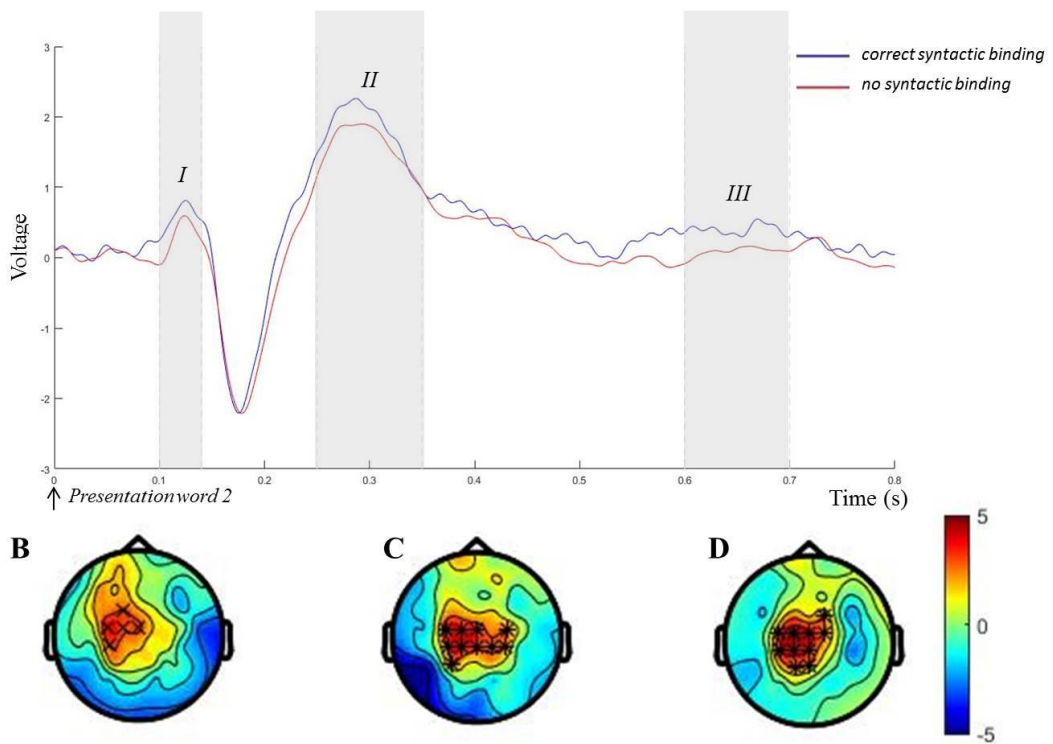 3
correct syntactic binding
II
no syntactic binding
2
I
1
III
Voltage
0
-1
-2
-3
0
0.1
0.2
0.3
0.4
0.5
0.6
0.7
0.8
Presentation word 2
Time (s)
B
C
D
5
0
-5